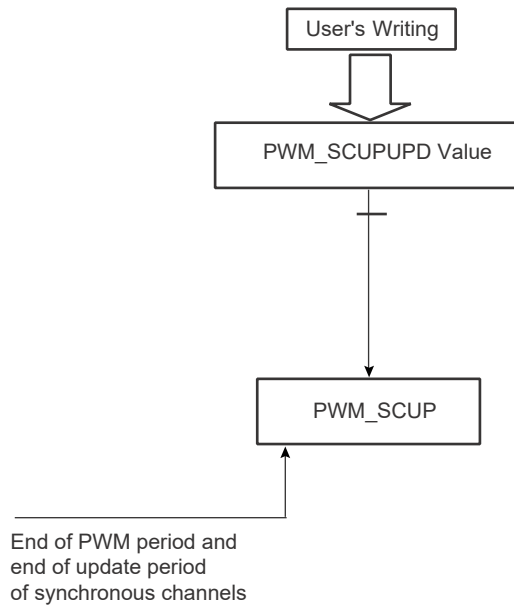 User's Writing
PWM_SCUPUPD Value
PWM_SCUP
End of PWM period and
end of update period
of synchronous channels